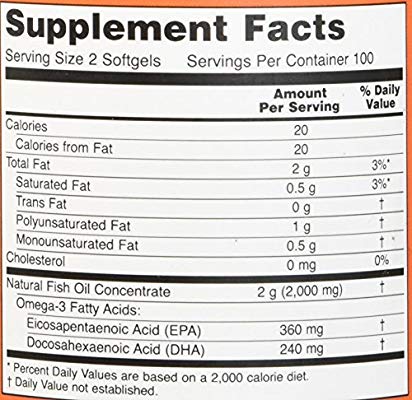 Supplement Facts
Serving Size 2 Softgels Servings Per Container 100
Amount Per Serving % Daily Value
Calories 20
Calories from Fat 20
Total Fat 2 g 3%*
Saturated Fat 0.5 g 3%*
Trans Fat 0 g †
Polyunsaturated Fat 1 g †
Monounsaturated Fat 0.5 g †
Cholesterol 0 mg 0%
Natural Fish Oil Concentrate 2 g (2,000 mg) †
Omega-3 Fatty Acids:
Eicosapentaenoic Acid (EPA) 360 mg †
Docosahexaenoic Acid (DHA) 240 mg †
* Percent Daily Values are based on a 2,000 calorie diet.
† Daily Value not established.